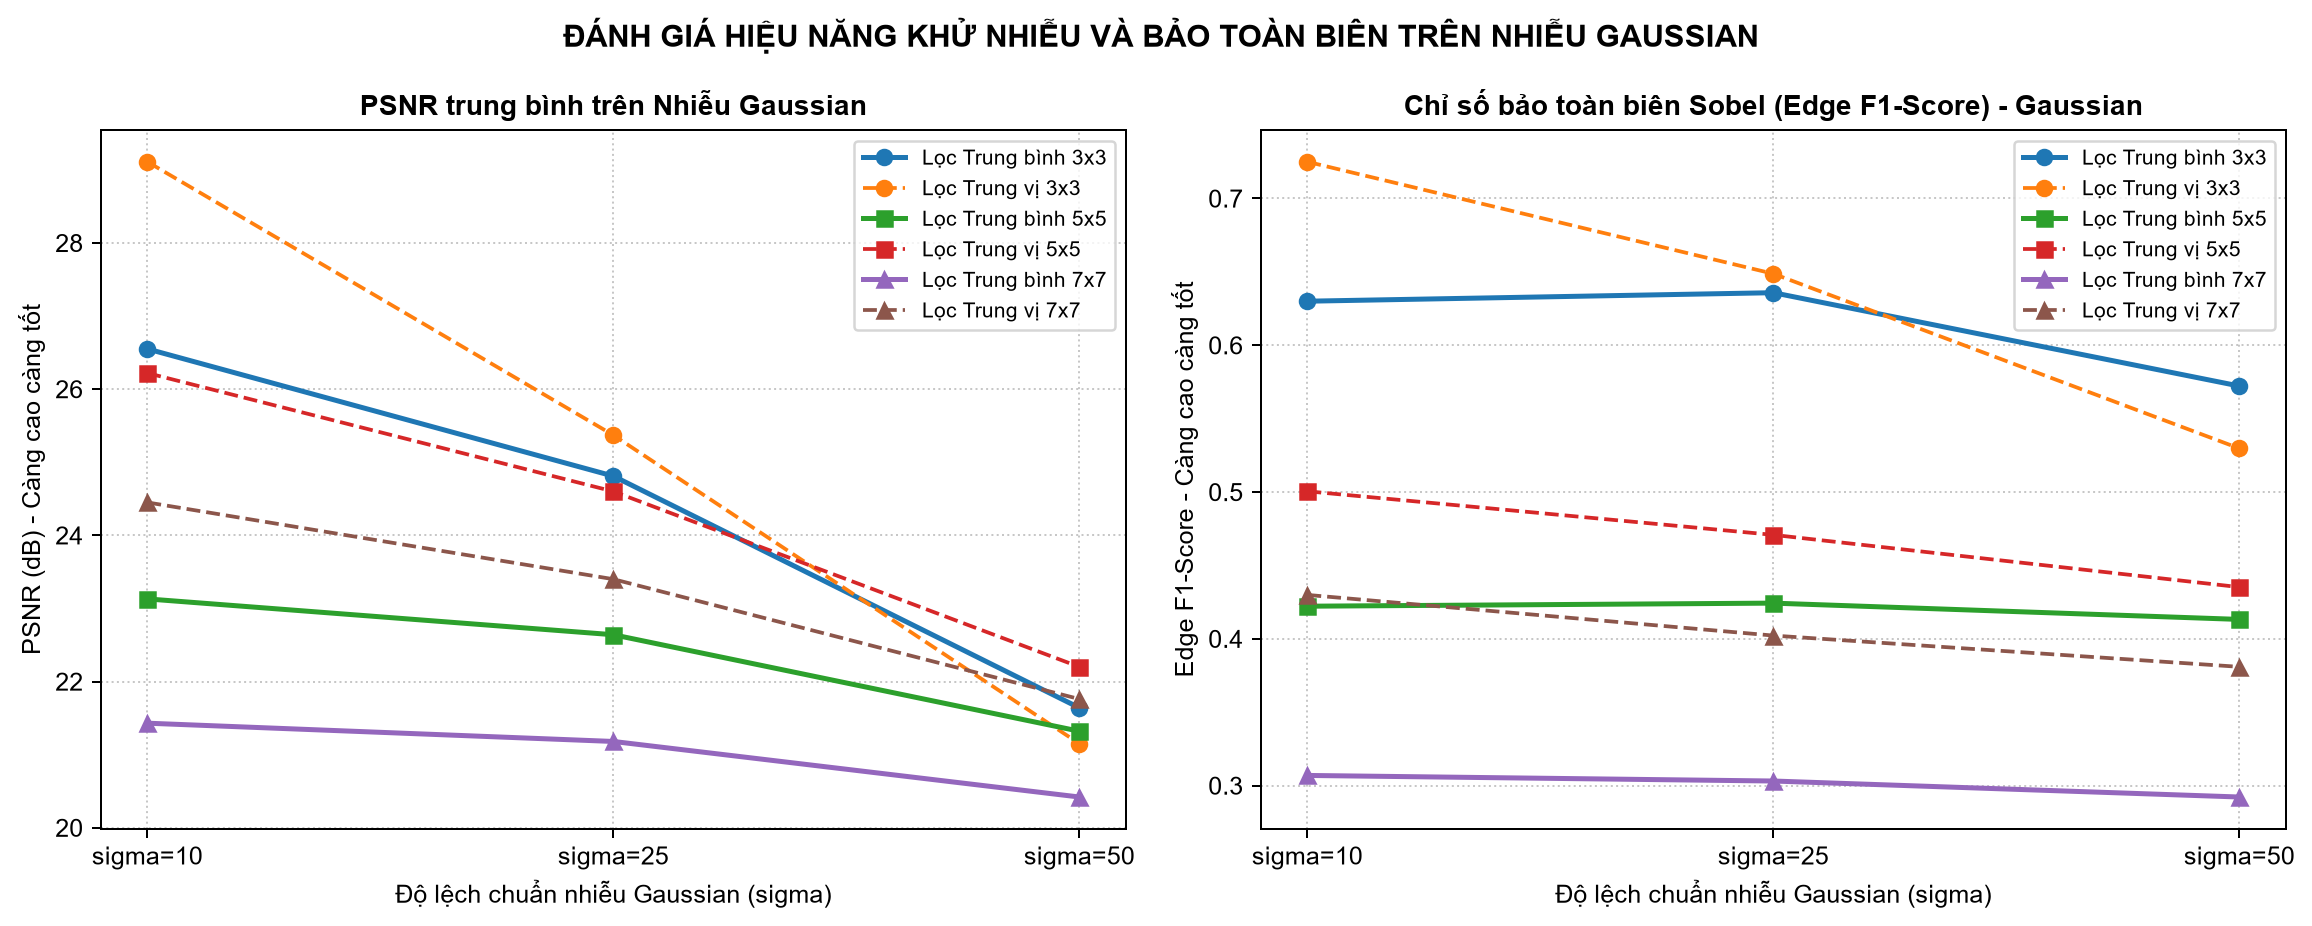 ĐÁNH GIÁ HIỆU NĂNG KHỬ NHIỄU VÀ BẢO TOÀN BIÊN TRÊN NHIỄU GAUSSIAN
PSNR trung bình trên Nhiễu Gaussian
PSNR (dB) - Càng cao càng tốt
28
26
24
22
20
Lọc Trung bình 3x3
Lọc Trung vị 3x3
Lọc Trung bình 5x5
Lọc Trung vị 5x5
Lọc Trung bình 7x7
Lọc Trung vị 7x7
sigma=10
sigma=25
sigma=50
Độ lệch chuẩn nhiễu Gaussian (sigma)
Chỉ số bảo toàn biên Sobel (Edge F1-Score) - Gaussian
Edge F1-Score - Càng cao càng tốt
0.7
0.6
0.5
0.4
0.3
Lọc Trung bình 3x3
Lọc Trung vị 3x3
Lọc Trung bình 5x5
Lọc Trung vị 5x5
Lọc Trung bình 7x7
Lọc Trung vị 7x7
sigma=10
sigma=25
sigma=50
Độ lệch chuẩn nhiễu Gaussian (sigma)